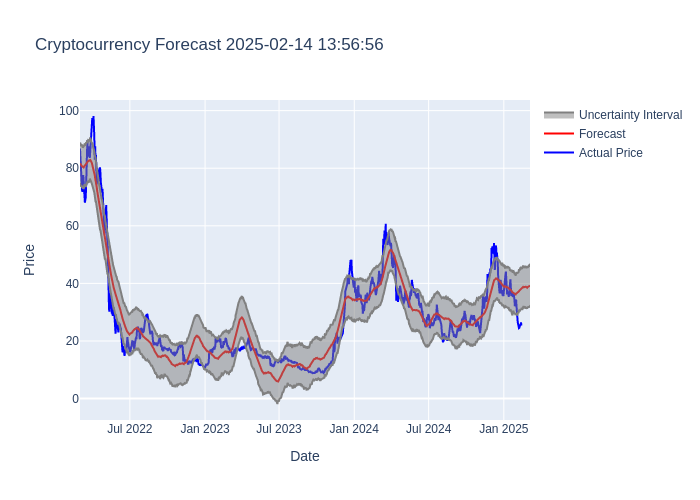 Cryptocurrency Forecast 2025-02-14 13:56:56
Uncertainty Interval
Forecast
Actual Price
Price
100
80
60
40
20
0
Jul 2022
Jan 2023
Jul 2023
Jan 2024
Jul 2024
Jan 2025
Date